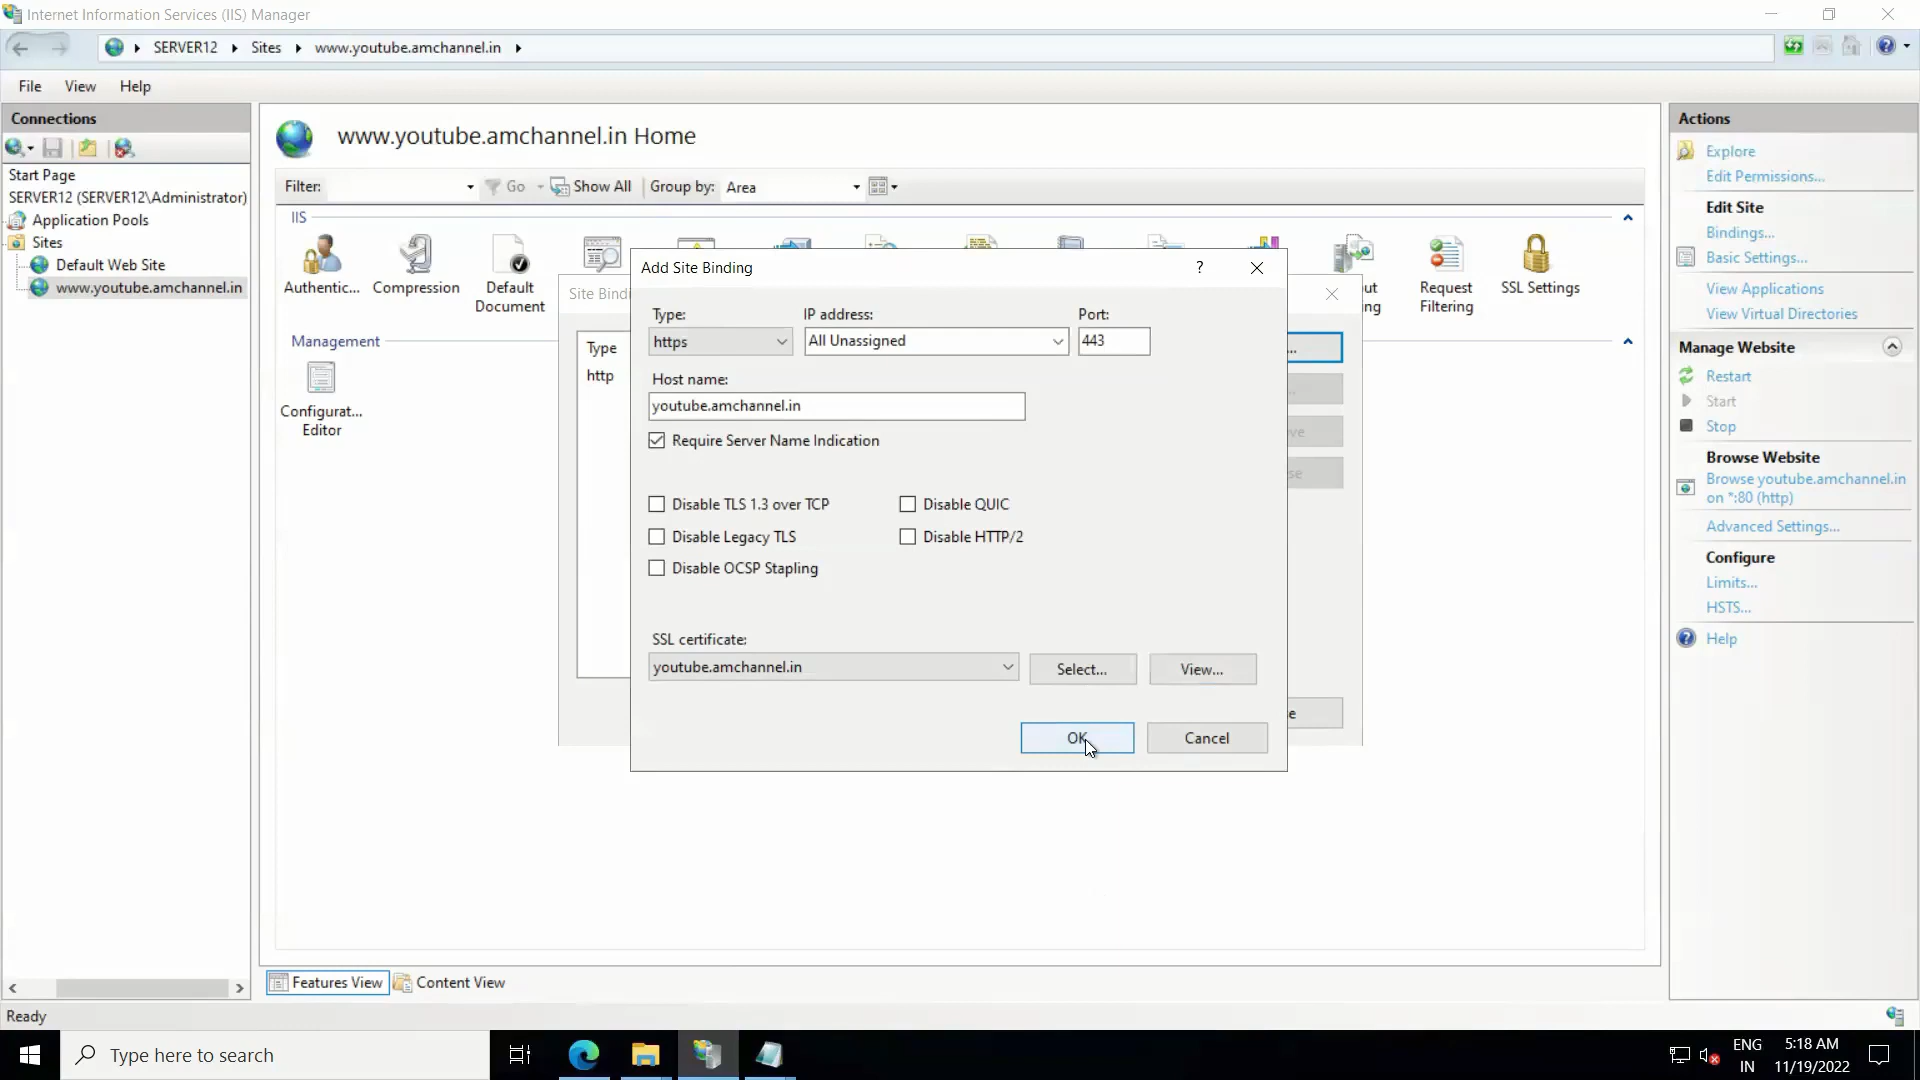 Internet Information Services (IIS) Manager
SERVER12 Sites www.youtube.amchannel.in
File View Help
Connections
Start Page
SERVER12 (SERVER12\Administrator)
Application Pools
Sites
Default Web Site
www.youtube.amchannel.in
www.youtube.amchannel.in Home
Filter: Go Show All Group by: Area
IIS
Authentic...
Compression
Default
Document
Request
Filtering
SSL Settings
Management
Configurat...
Editor
Type
http
Add Site Binding ?
Type: IP address: Port:
https All Unassigned 443
Host name:
youtube.amchannel.in
Require Server Name Indication
Disable TLS 1.3 over TCP Disable QUIC
Disable Legacy TLS Disable HTTP/2
Disable OCSP Stapling
SSL certificate:
youtube.amchannel.in Select... View...
OK Cancel
Features View Content View
Actions
Explore
Edit Permissions...
Edit Site
Bindings...
Basic Settings...
View Applications
View Virtual Directories
Manage Website
Restart
Start
Stop
Browse Website
Browse youtube.amchannel.in
on *:80 (http)
Advanced Settings...
Configure
Limits...
HSTS...
Help
Ready
Type here to search
ENG
IN
5:18 AM
11/19/2022